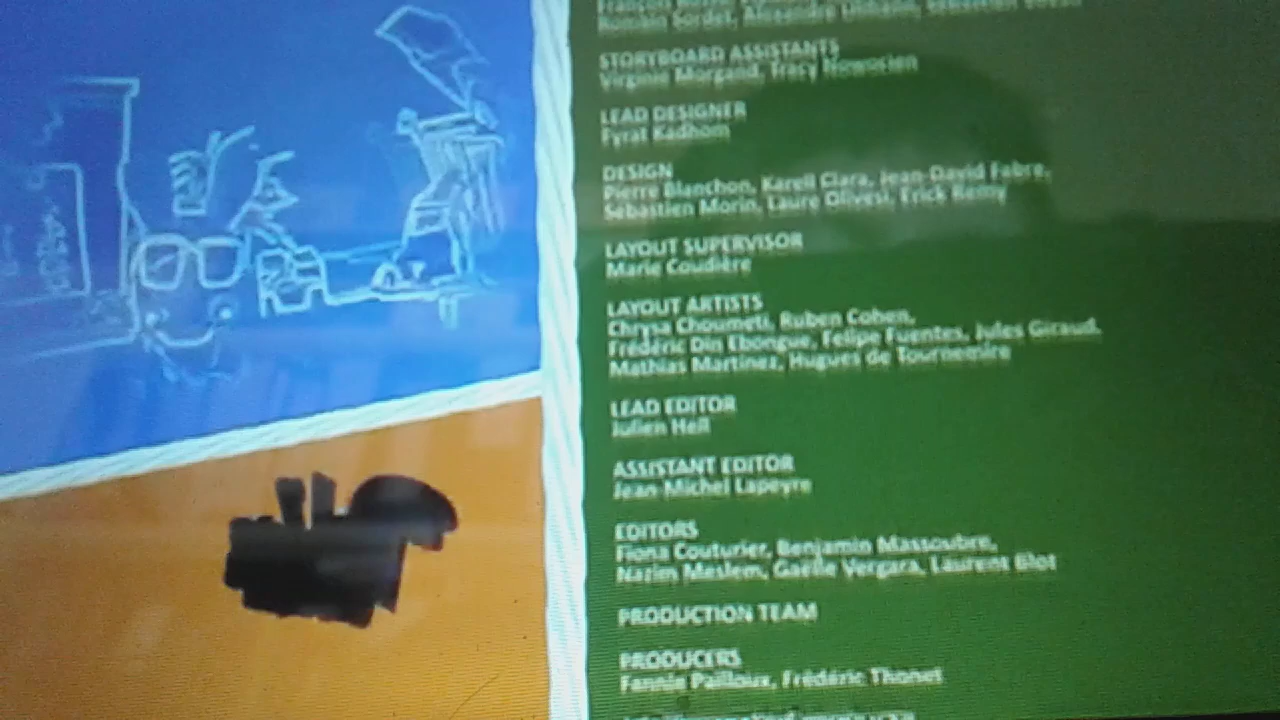 STORYBOARD ASSISTANTS
Virginie Morgand, Tracy Nowocien
LEAD DESIGNER
Fyrat Kadhom
DESIGN
Pierre Blanchon, Karell Clara, Jean-David Fabre,
Sébastien Morin, Laure Olivesi, Erick Remy
LAYOUT SUPERVISOR
Marie Coudière
LAYOUT ARTISTS
Chrysa Choumeti, Ruben Cohen,
Frédéric Din Ebongue, Felipe Fuentes, Jules Giraud,
Mathias Martinez, Hugues de Tournemire
LEAD EDITOR
Julien Hell
ASSISTANT EDITOR
Jean-Michel Lapeyre
EDITORS
Fiona Couturier, Benjamin Massoubre,
Nazim Meslem, Gaëlle Vergara, Laurent Blot
PRODUCTION TEAM
PRODUCERS
Fannie Pailloux, Frédéric Thonet